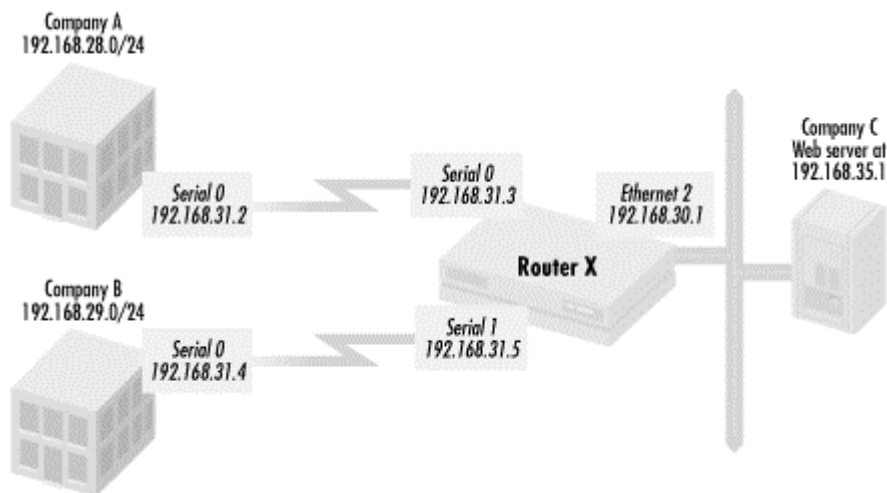 Company A
192.168.28.0/24
Serial 0
192.168.31.2
Serial 0
192.168.31.3
Ethernet 2
192.168.30.1
Company C
Web server at
192.168.35.1
Router X
Company B
192.168.29.0/24
Serial 0
192.168.31.4
Serial 1
192.168.31.5